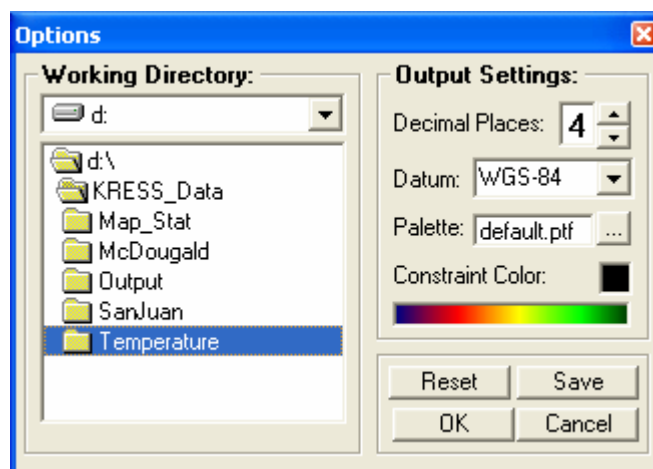 Options
Working Directory:
d:
d:\
KRESS_Data
Map_Stat
McDougald
Output
SanJuan
Temperature
Output Settings:
Decimal Places: 4
Datum: WGS-84
Palette: default.ptf ...
Constraint Color:
Reset Save
OK Cancel